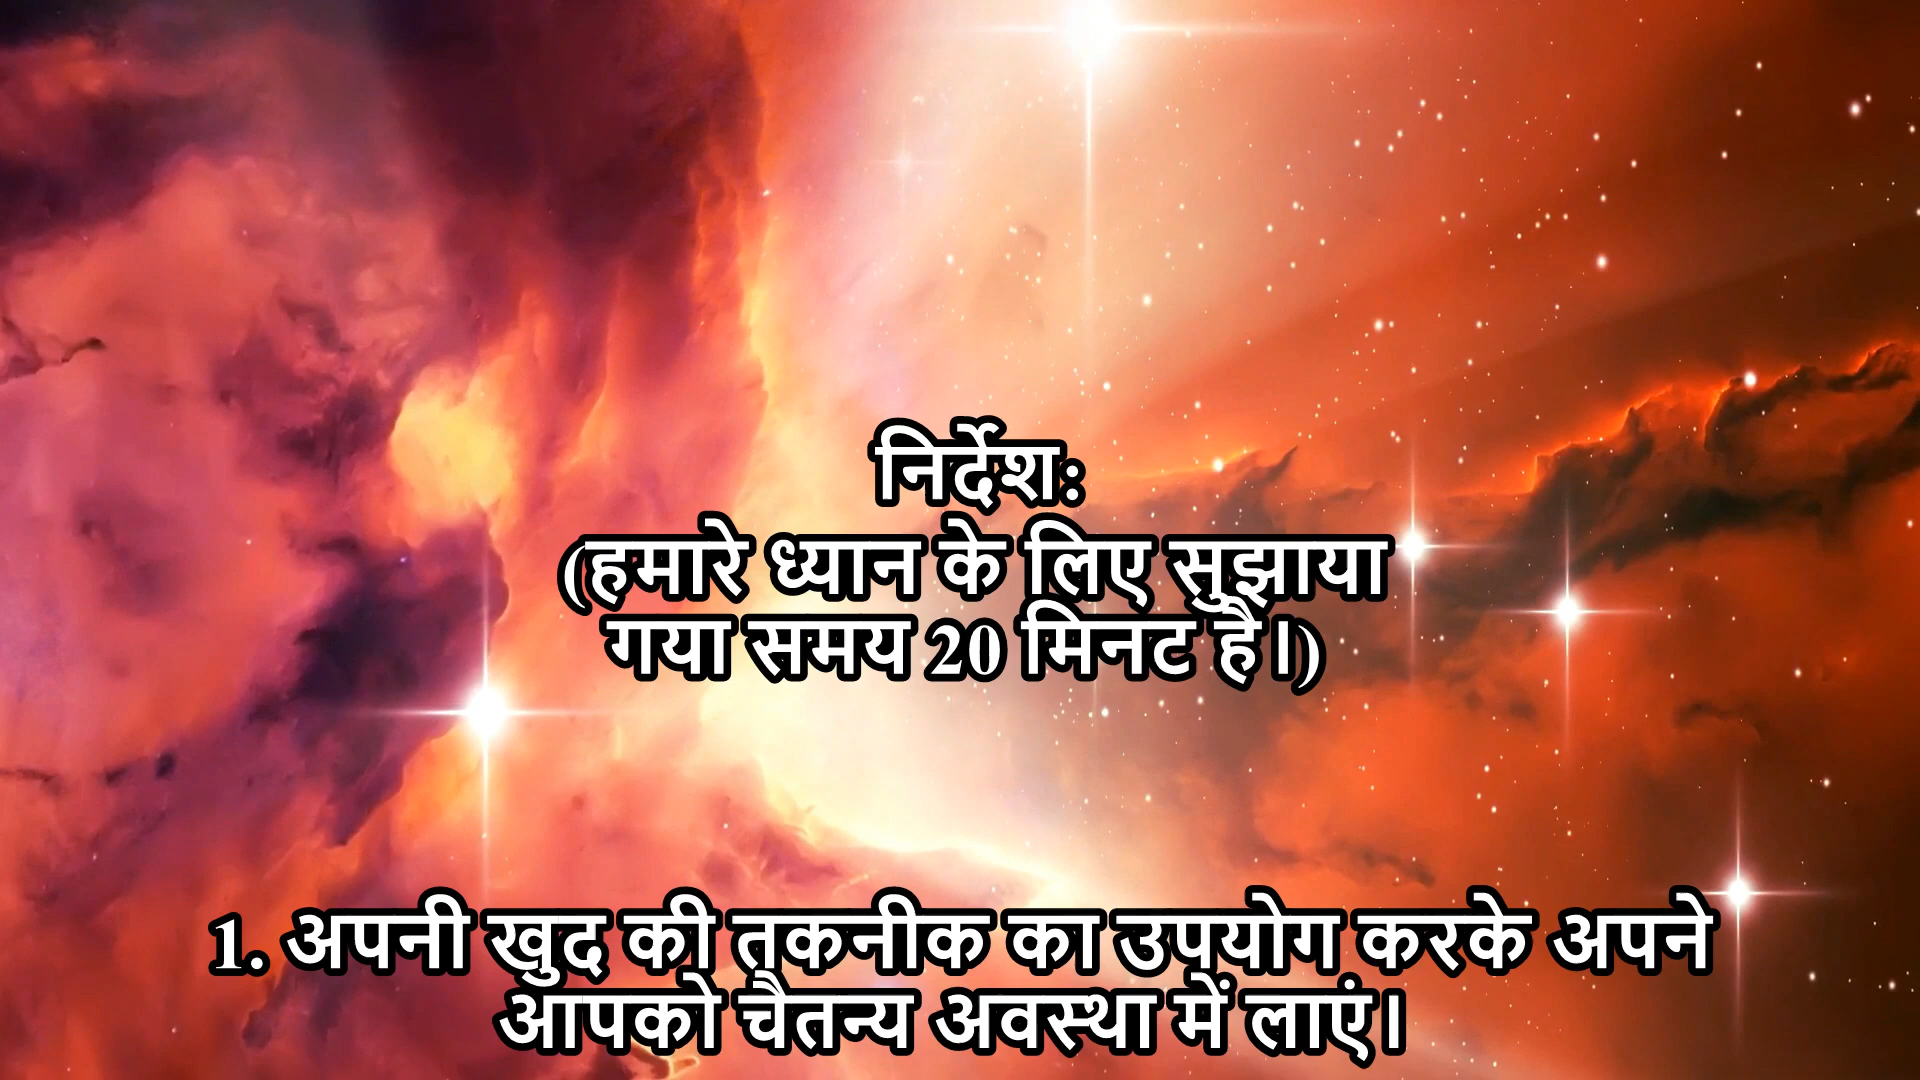 निर्देश:
(हमारे ध्यान के लिए सुझाया
गया समय 20 मिनट है।)
1. अपनी खुद की तकनीक का उपयोग करके अपने
आपको चैतन्य अवस्था में लाएं।